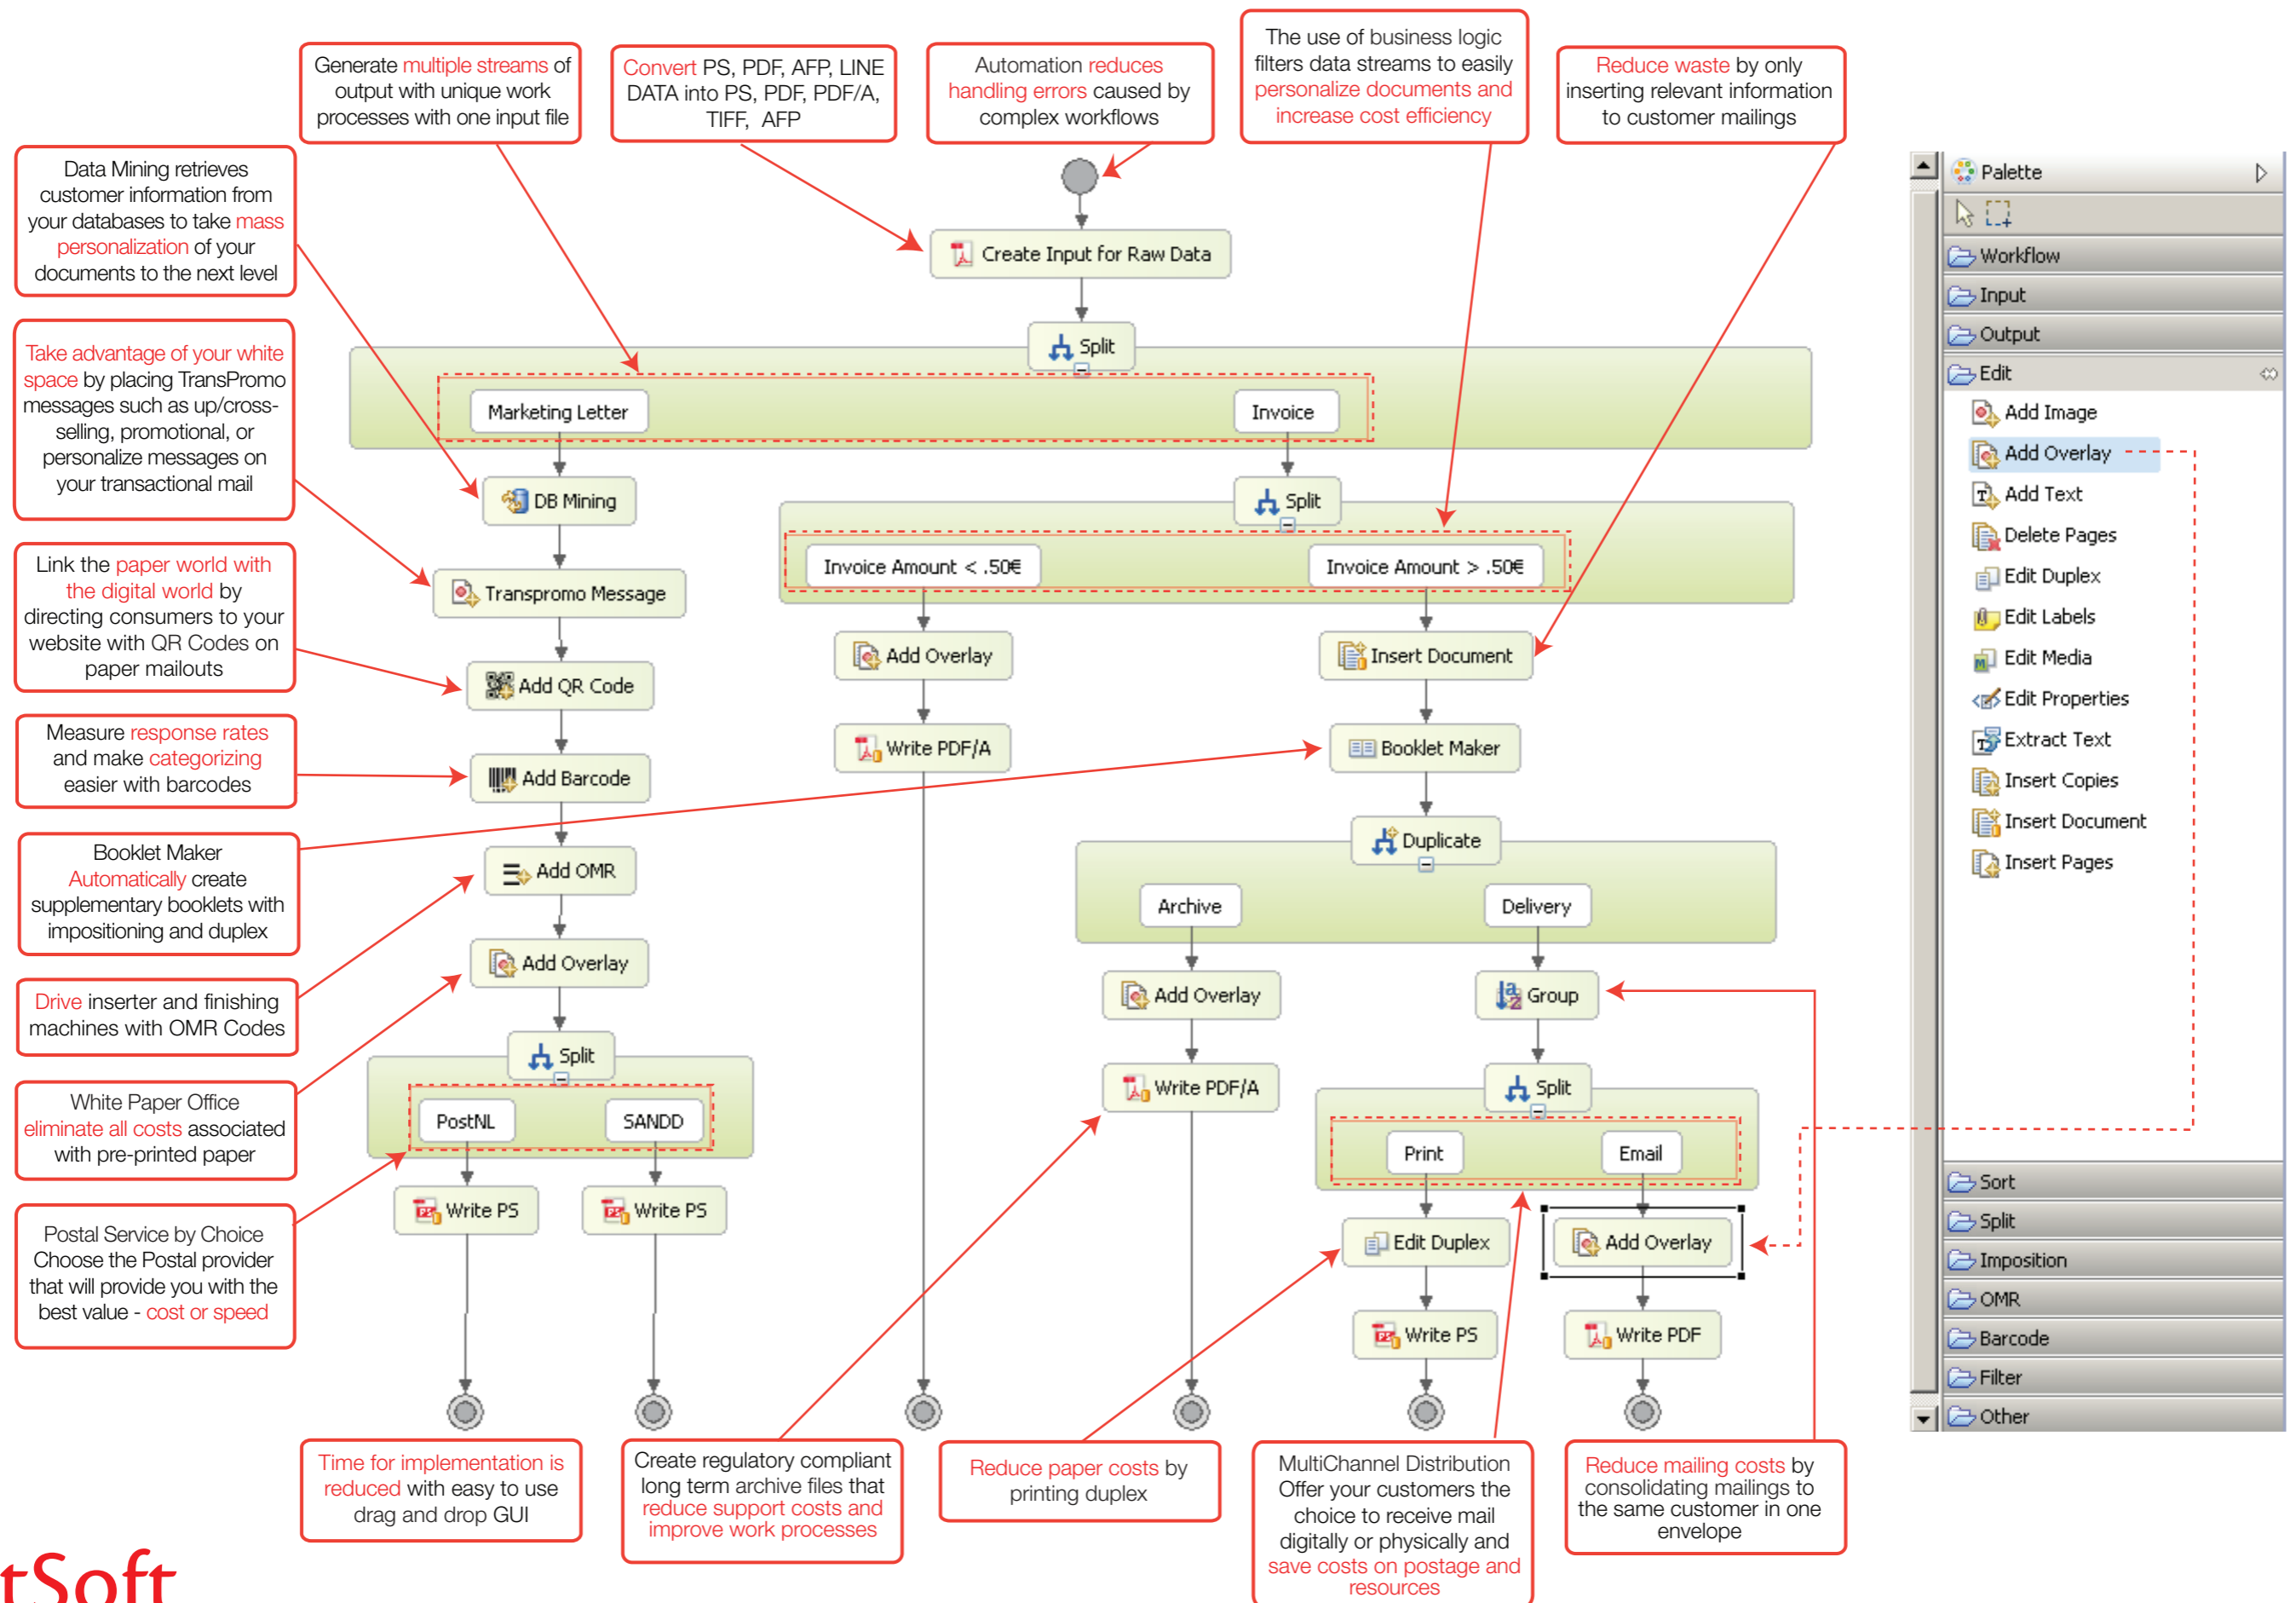 Generate multiple streams of
output with unique work
processes with one input file
Convert PS, PDF, AFP, LINE
DATA into PS, PDF, PDF/A,
TIFF, AFP
Automation reduces
handling errors caused by
complex workflows
The use of business logic
filters data streams to easily
personalize documents and
increase cost efficiency
Reduce waste by only
inserting relevant information
to customer mailings
Data Mining retrieves
customer information from
your databases to take mass
personalization of your
documents to the next level
Take advantage of your white
space by placing TransPromo
messages such as up/cross-
selling, promotional, or
personalize messages on
your transactional mail
Link the paper world with
the digital world by
directing consumers to your
website with QR Codes on
paper mailouts
Measure response rates
and make categorizing
easier with barcodes
Booklet Maker
Automatically create
supplementary booklets with
impositioning and duplex
Drive inserter and finishing
machines with OMR Codes
White Paper Office
eliminate all costs associated
with pre-printed paper
Postal Service by Choice
Choose the Postal provider
that will provide you with the
best value - cost or speed
Create Input for Raw Data
Split
Marketing Letter
Invoice
DB Mining
Transpromo Message
Add QR Code
Add Barcode
Add OMR
Add Overlay
Split
PostNL
SANDD
Write PS
Write PS
Split
Invoice Amount < .50€
Invoice Amount > .50€
Add Overlay
Write PDF/A
Insert Document
Booklet Maker
Duplicate
Archive
Delivery
Add Overlay
Write PDF/A
Group
Split
Print
Email
Edit Duplex
Add Overlay
Write PS
Write PDF
Time for implementation is
reduced with easy to use
drag and drop GUI
Create regulatory compliant
long term archive files that
reduce support costs and
improve work processes
Reduce paper costs by
printing duplex
MultiChannel Distribution
Offer your customers the
choice to receive mail
digitally or physically and
save costs on postage and
resources
Reduce mailing costs by
consolidating mailings to
the same customer in one
envelope
Palette
Workflow
Input
Output
Edit
Add Image
Add Overlay
Add Text
Delete Pages
Edit Duplex
Edit Labels
Edit Media
Edit Properties
Extract Text
Insert Copies
Insert Document
Insert Pages
Sort
Split
Imposition
OMR
Barcode
Filter
Other
tSoft